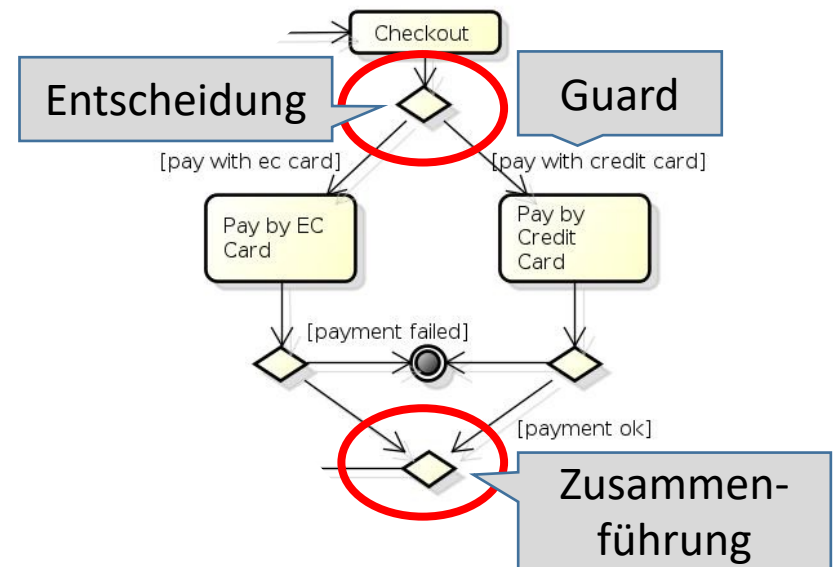 Checkout
Entscheidung
Guard
[pay with ec card]
[pay with credit card]
Pay by EC
Card
Pay by
Credit
Card
[payment failed]
[payment ok]
Zusammen-
führung